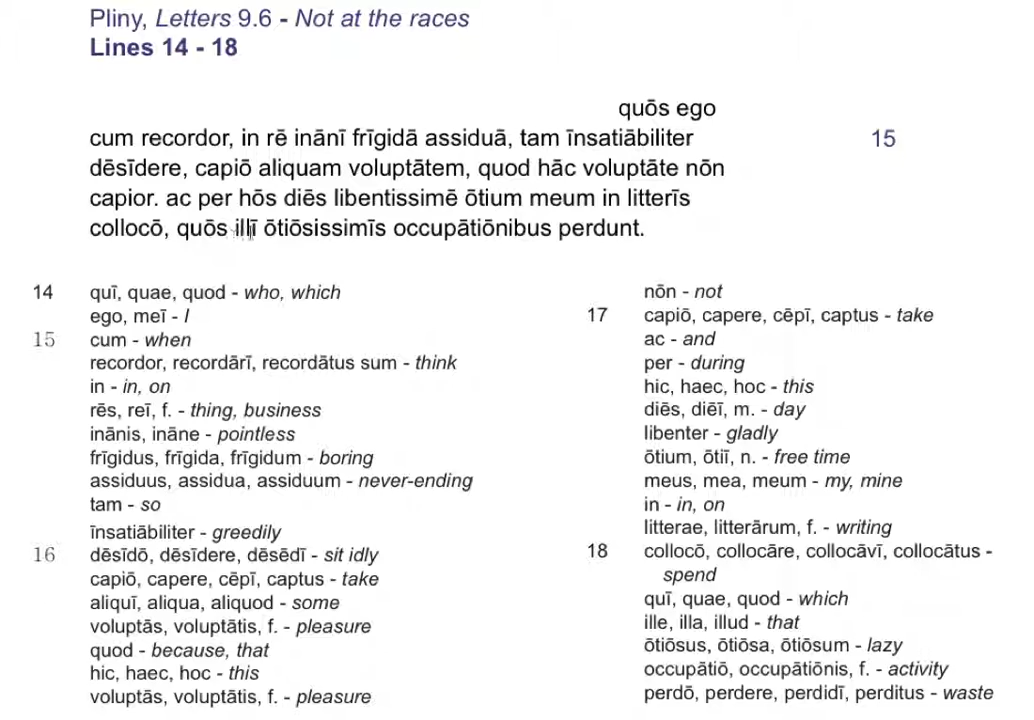 Pliny, Letters 9.6 - Not at the races
Lines 14 - 18
quōs ego
cum recordor, in rē inānī frīgidā assiduā, tam īnsatiābiliter
15
dēsīdere, capiō aliquam voluptātem, quod hāc voluptāte nōn
capior. ac per hōs diēs libentissimē ōtium meum in litterīs
collocō, quōs illī ōtiōsissimīs occupātiōnibus perdunt.
14
quī, quae, quod - who, which
ego, meī - I
15
cum - when
recordor, recordārī, recordātus sum - think
in - in, on
rēs, reī, f. - thing, business
inānis, ināne - pointless
frīgidus, frīgida, frīgidum - boring
assiduus, assidua, assiduum - never-ending
tam - so
īnsatiābiliter - greedily
16
dēsīdō, dēsīdere, dēsēdī - sit idly
capiō, capere, cēpī, captus - take
aliquī, aliqua, aliquod - some
voluptās, voluptātis, f. - pleasure
quod - because, that
hic, haec, hoc - this
voluptās, voluptātis, f. - pleasure
nōn - not
17
capiō, capere, cēpī, captus - take
ac - and
per - during
hic, haec, hoc - this
diēs, diēī, m. - day
libenter - gladly
ōtium, ōtiī, n. - free time
meus, mea, meum - my, mine
in - in, on
litterae, litterārum, f. - writing
18
collocō, collocāre, collocāvī, collocātus -
spend
quī, quae, quod - which
ille, illa, illud - that
ōtiōsus, ōtiōsa, ōtiōsum - lazy
occupātiō, occupātiōnis, f. - activity
perdō, perdere, perdidī, perditus - waste